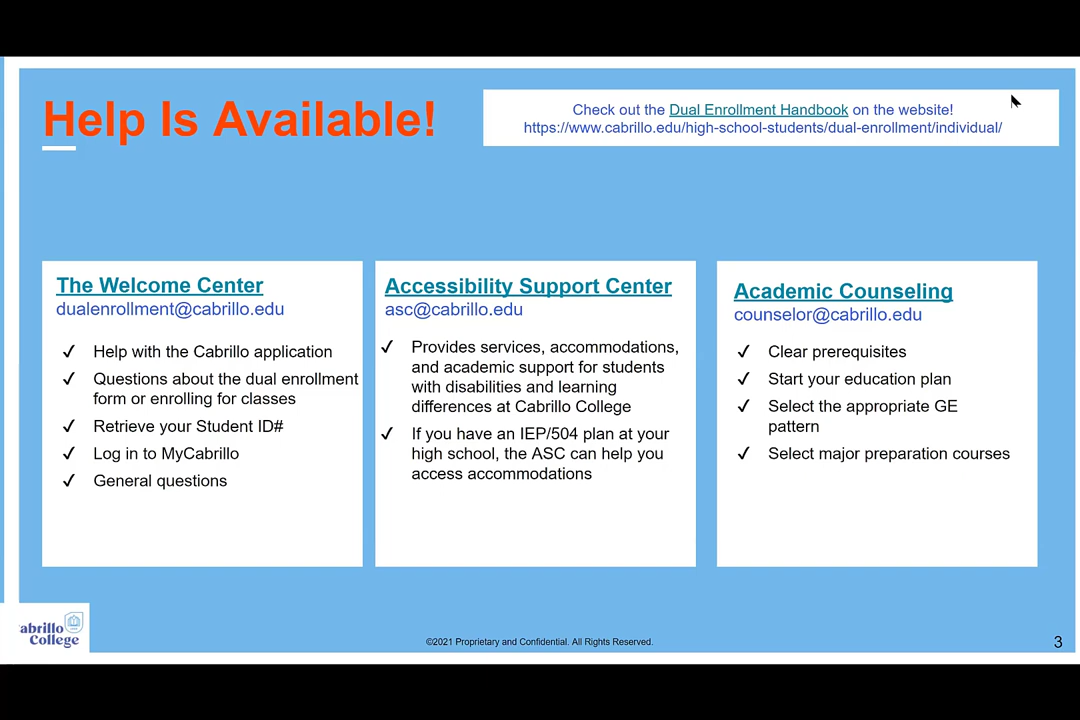 Help Is Available!
Check out the Dual Enrollment Handbook on the website!
https://www.cabrillo.edu/high-school-students/dual-enrollment/individual/
The Welcome Center
dualenrollment@cabrillo.edu
✓ Help with the Cabrillo application
✓ Questions about the dual enrollment
form or enrolling for classes
✓ Retrieve your Student ID#
✓ Log in to MyCabrillo
✓ General questions
Accessibility Support Center
asc@cabrillo.edu
✓ Provides services, accommodations,
and academic support for students
with disabilities and learning
differences at Cabrillo College
✓ If you have an IEP/504 plan at your
high school, the ASC can help you
access accommodations
Academic Counseling
counselor@cabrillo.edu
✓ Clear prerequisites
✓ Start your education plan
✓ Select the appropriate GE
pattern
✓ Select major preparation courses
abrillo
College
©2021 Proprietary and Confidential. All Rights Reserved.
3